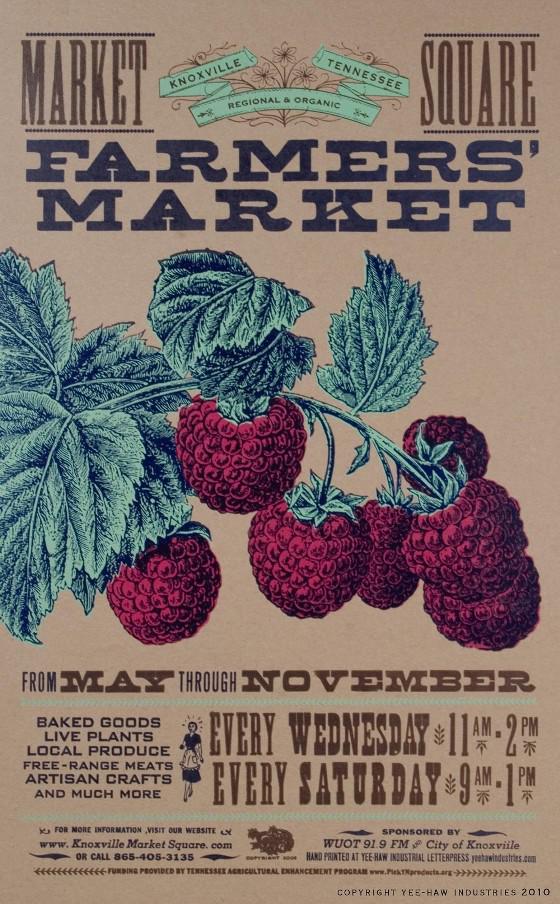 MARKET SQUARE
KNOXVILLE TENNESSEE
REGIONAL & ORGANIC
FARMERS'
MARKET
FROM MAY THROUGH NOVEMBER
BAKED GOODS
LIVE PLANTS
LOCAL PRODUCE
FREE-RANGE MEATS
ARTISAN CRAFTS
AND MUCH MORE
EVERY WEDNESDAY 11 AM - 2 PM
EVERY SATURDAY 9 AM - 1 PM
FOR MORE INFORMATION ,VISIT OUR WEBSITE
www.Knoxville Market Square.com
OR CALL 865-405-3135
COPYRIGHT 2008
SPONSORED BY
WUOT 91.9 FM & City of Knoxville
HAND PRINTED AT YEE-HAW INDUSTRIAL LETTERPRESS yeehawindustries.com
FUNDING PROVIDED BY TENNESSEE AGRICULTURAL ENHANCEMENT PROGRAM www.PickTNproducts.org
COPYRIGHT YEE-HAW INDUSTRIES 2010